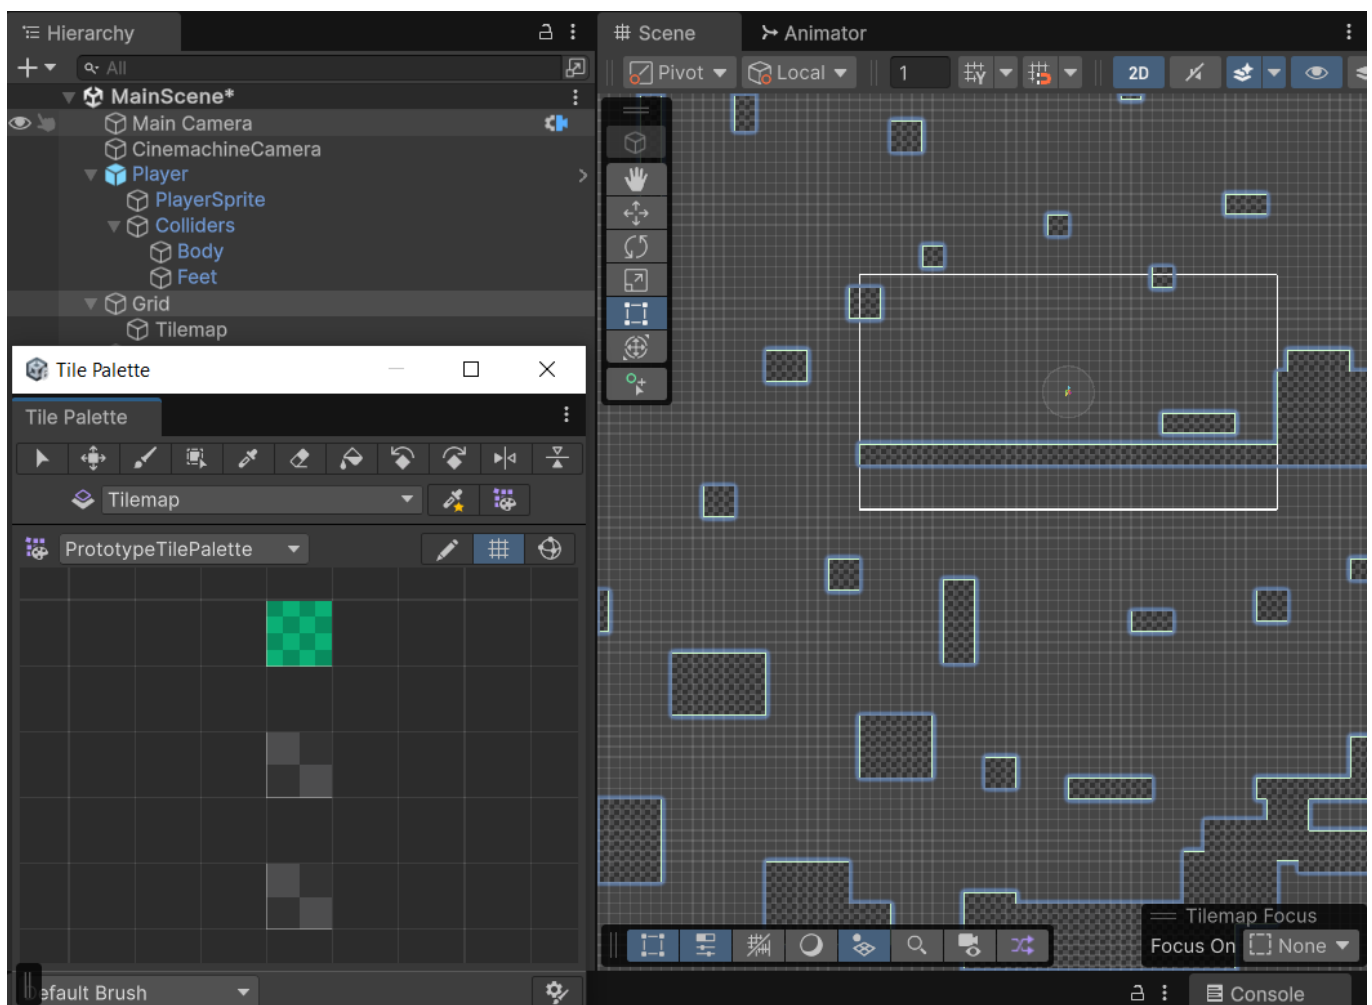 Hierarchy
All
MainScene*
Main Camera
CinemachineCamera
Player
PlayerSprite
Colliders
Body
Feet
Grid
Tilemap
Tile Palette
Tile Palette
Tilemap
PrototypeTilePalette
efault Brush
Scene
Animator
Pivot
Local
1
2D
Tilemap Focus
Focus On
None
Console